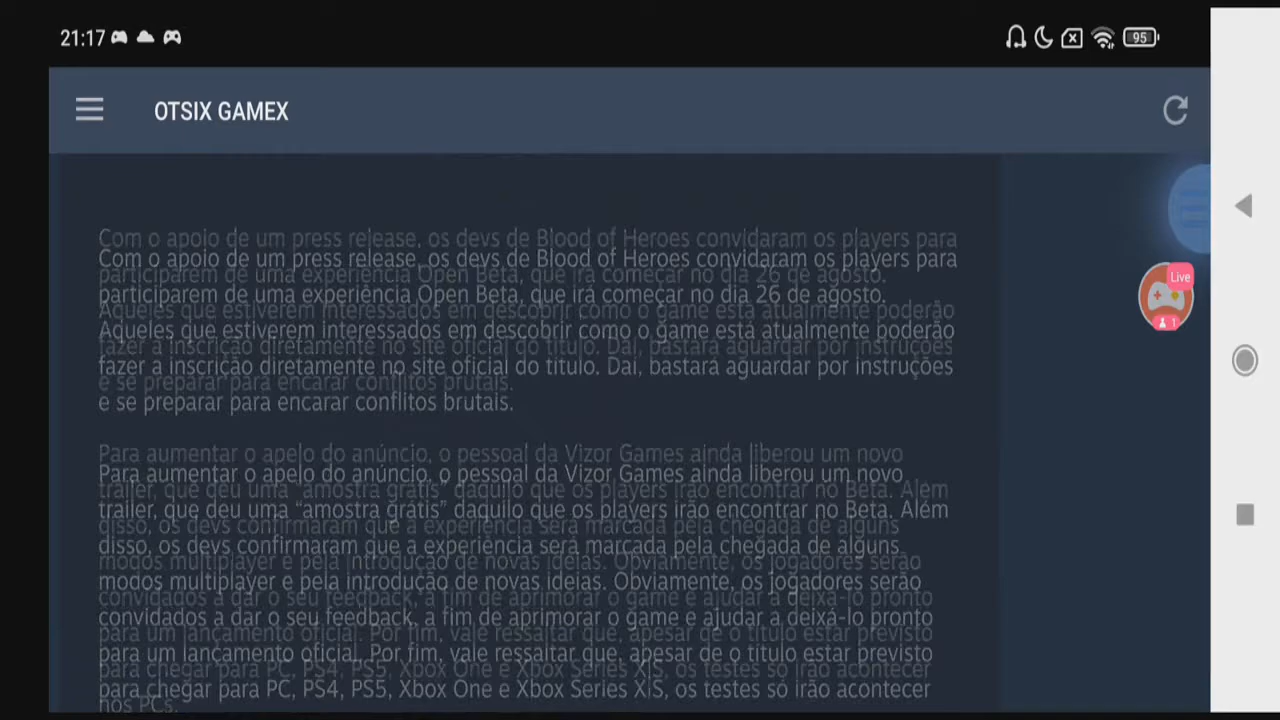 21:17
95
OTSIX GAMEX
Live
1
Com o apoio de um press release, os devs de Blood of Heroes convidaram os players para
participarem de uma experiência Open Beta, que irá começar no dia 26 de agosto.
Aqueles que estiverem interessados em descobrir como o game está atualmente poderão
fazer a inscrição diretamente no site oficial do título. Daí, bastará aguardar por instruções
e se preparar para encarar conflitos brutais.
Para aumentar o apelo do anúncio, o pessoal da Vizor Games ainda liberou um novo
trailer, que deu uma “amostra grátis” daquilo que os players irão encontrar no Beta. Além
disso, os devs confirmaram que a experiência será marcada pela chegada de alguns
modos multiplayer e pela introdução de novas ideias. Obviamente, os jogadores serão
convidados a dar o seu feedback, a fim de aprimorar o game e ajudar a deixá-lo pronto
para um lançamento oficial. Por fim, vale ressaltar que, apesar de o título estar previsto
para chegar para PC, PS4, PS5, Xbox One e Xbox Series X|S, os testes só irão acontecer
nos PCs.